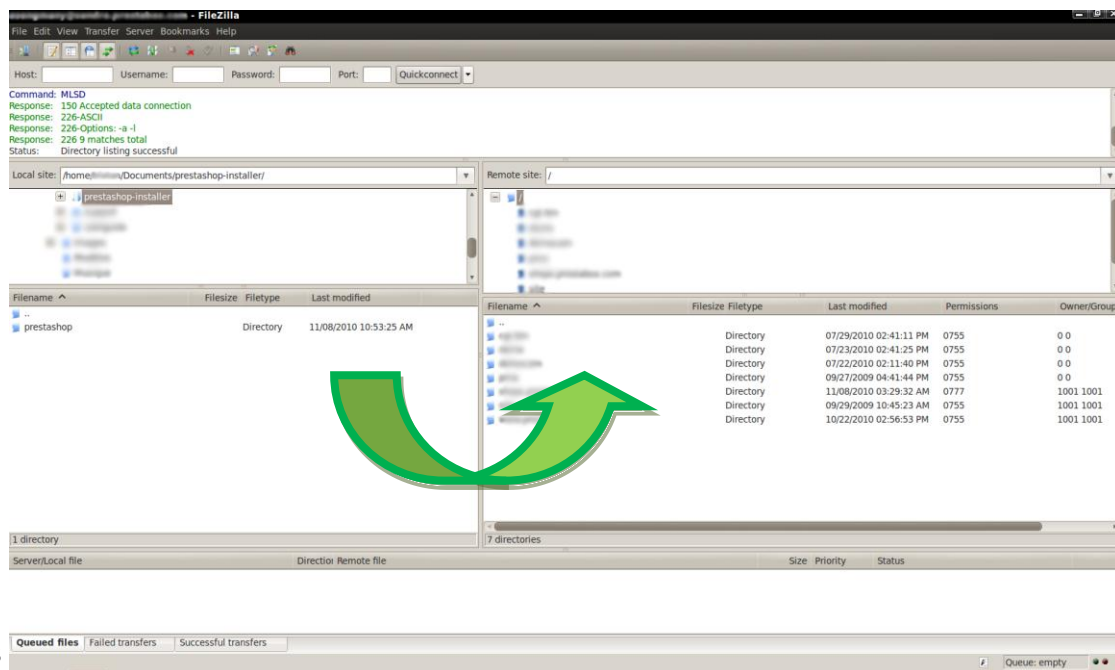 - FileZilla
File Edit View Transfer Server Bookmarks Help
Host: Username: Password: Port: Quickconnect
Command: MLSD
Response: 150 Accepted data connection
Response: 226-ASCII
Response: 226-Options: -a -l
Response: 226 9 matches total
Status: Directory listing successful
Local site: /home/ /Documents/prestashop-installer/
Remote site: /
prestashop-installer
/
Filename Filesize Filetype Last modified
..
prestashop Directory 11/08/2010 10:53:25 AM
1 directory
Filename Filesize Filetype Last modified Permissions Owner/Group
..
Directory 07/29/2010 02:41:11 PM 0755 0 0
Directory 07/23/2010 02:41:25 PM 0755 0 0
Directory 07/22/2010 02:11:40 PM 0755 0 0
Directory 09/27/2009 04:41:44 PM 0755 0 0
Directory 11/08/2010 03:29:32 AM 0777 1001 1001
Directory 09/29/2009 10:45:23 AM 0755 1001 1001
Directory 10/22/2010 02:56:53 PM 0755 1001 1001
7 directories
Server/Local file Direction Remote file Size Priority Status
Queued files Failed transfers Successful transfers
Queue: empty